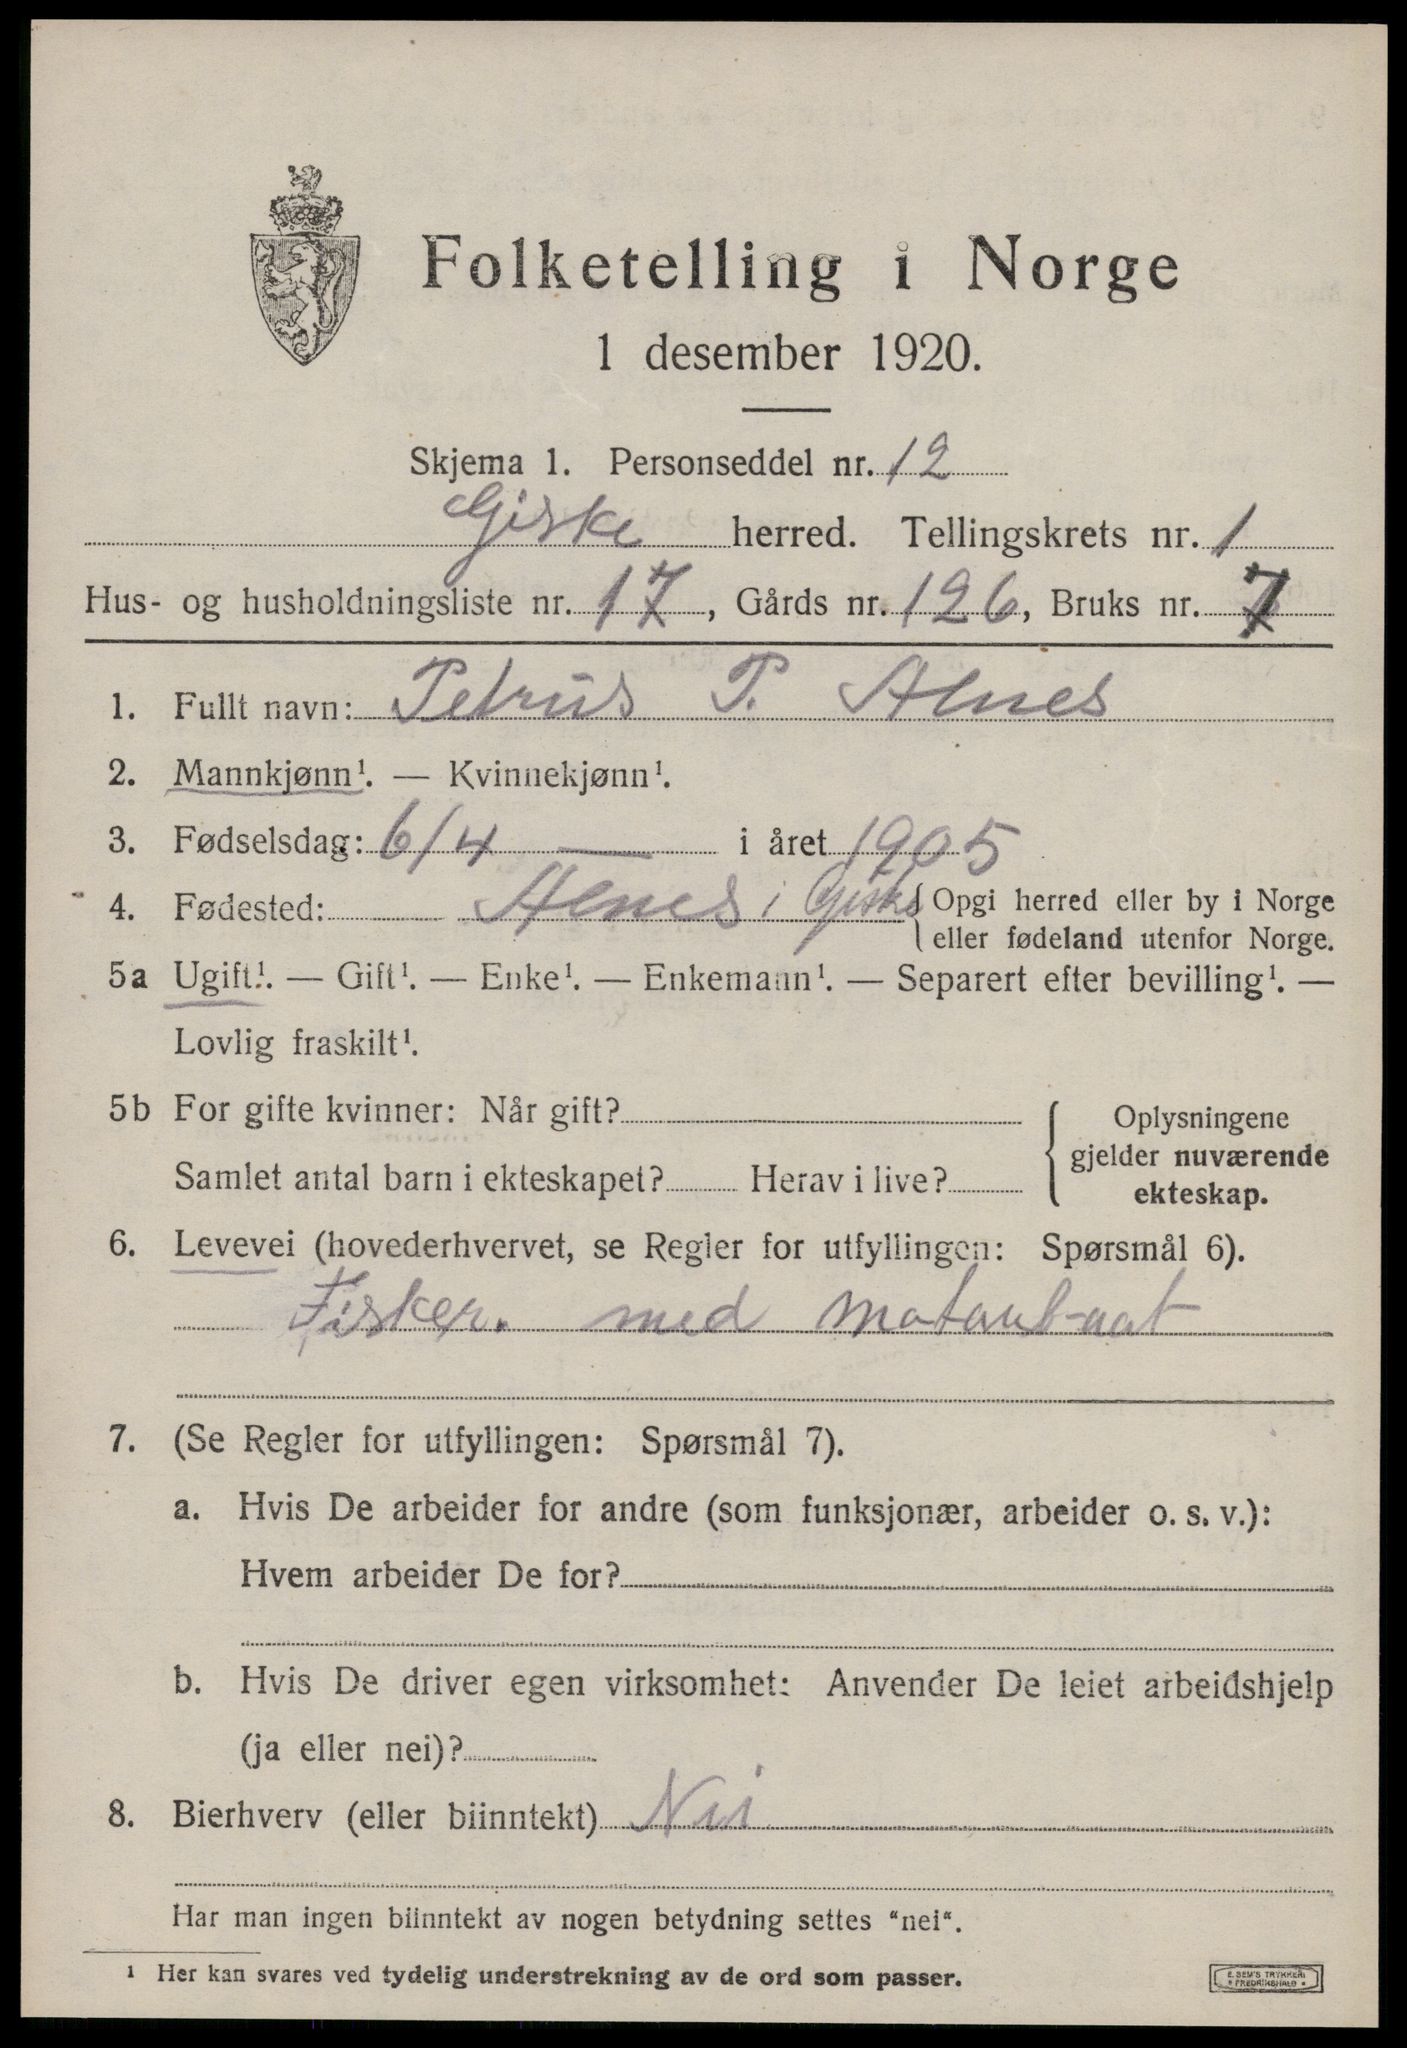 Folketelling i Norge
1 desember 1920.
Skjema 1. Personseddel nr. 12
Giske herred. Tellingskrets nr. 1
Hus- og husholdningsliste nr. 17, Gårds nr. 126, Bruks nr. 7
1. Fullt navn: Petrus P. Alnes
2. Mannkjønn¹. — Kvinnekjønn¹.
3. Fødselsdag: 6/4 — i året 1905
4. Fødested: Alnes i Giske { Opgi herred eller by i Norge
eller fødeland utenfor Norge.
5a Ugift¹. — Gift¹. — Enke¹. — Enkemann¹. — Separert efter bevilling¹. —
Lovlig fraskilt¹.
5b For gifte kvinner: Når gift?
Samlet antal barn i ekteskapet? Herav i live?
{ Oplysningene
gjelder nuværende
ekteskap.
6. Levevei (hovederhvervet, se Regler for utfyllingen: Spørsmål 6).
Fisker. med motorbaat
7. (Se Regler for utfyllingen: Spørsmål 7).
a. Hvis De arbeider for andre (som funksjonær, arbeider o. s. v.):
Hvem arbeider De for?
b. Hvis De driver egen virksomhet: Anvender De leiet arbeidshjelp
(ja eller nei)?
8. Bierhverv (eller biinntekt) Nei
Har man ingen biinntekt av nogen betydning settes "nei".
¹ Her kan svares ved tydelig understrekning av de ord som passer.
E. SEM'S TRYKKERI
• FREDRIKSHALD •